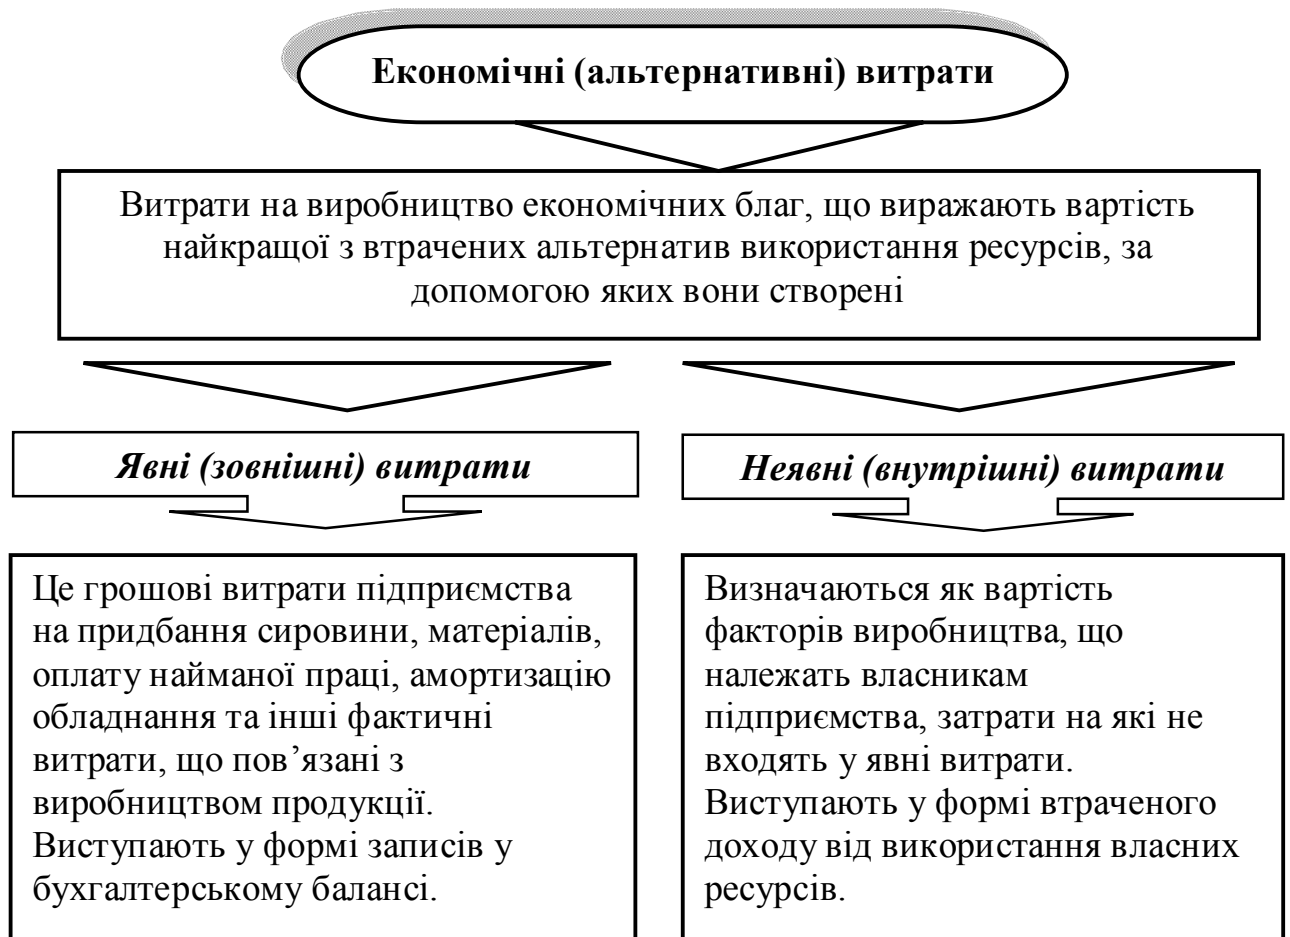 Економічні (альтернативні) витрати
Витрати на виробництво економічних благ, що виражають вартість
найкращої з втрачених альтернатив використання ресурсів, за
допомогою яких вони створені
Явні (зовнішні) витрати
Неявні (внутрішні) витрати
Це грошові витрати підприємства
на придбання сировини, матеріалів,
оплату найманої праці, амортизацію
обладнання та інші фактичні
витрати, що пов’язані з
виробництвом продукції.
Виступають у формі записів у
бухгалтерському балансі.
Визначаються як вартість
факторів виробництва, що
належать власникам
підприємства, затрати на які не
входять у явні витрати.
Виступають у формі втраченого
доходу від використання власних
ресурсів.